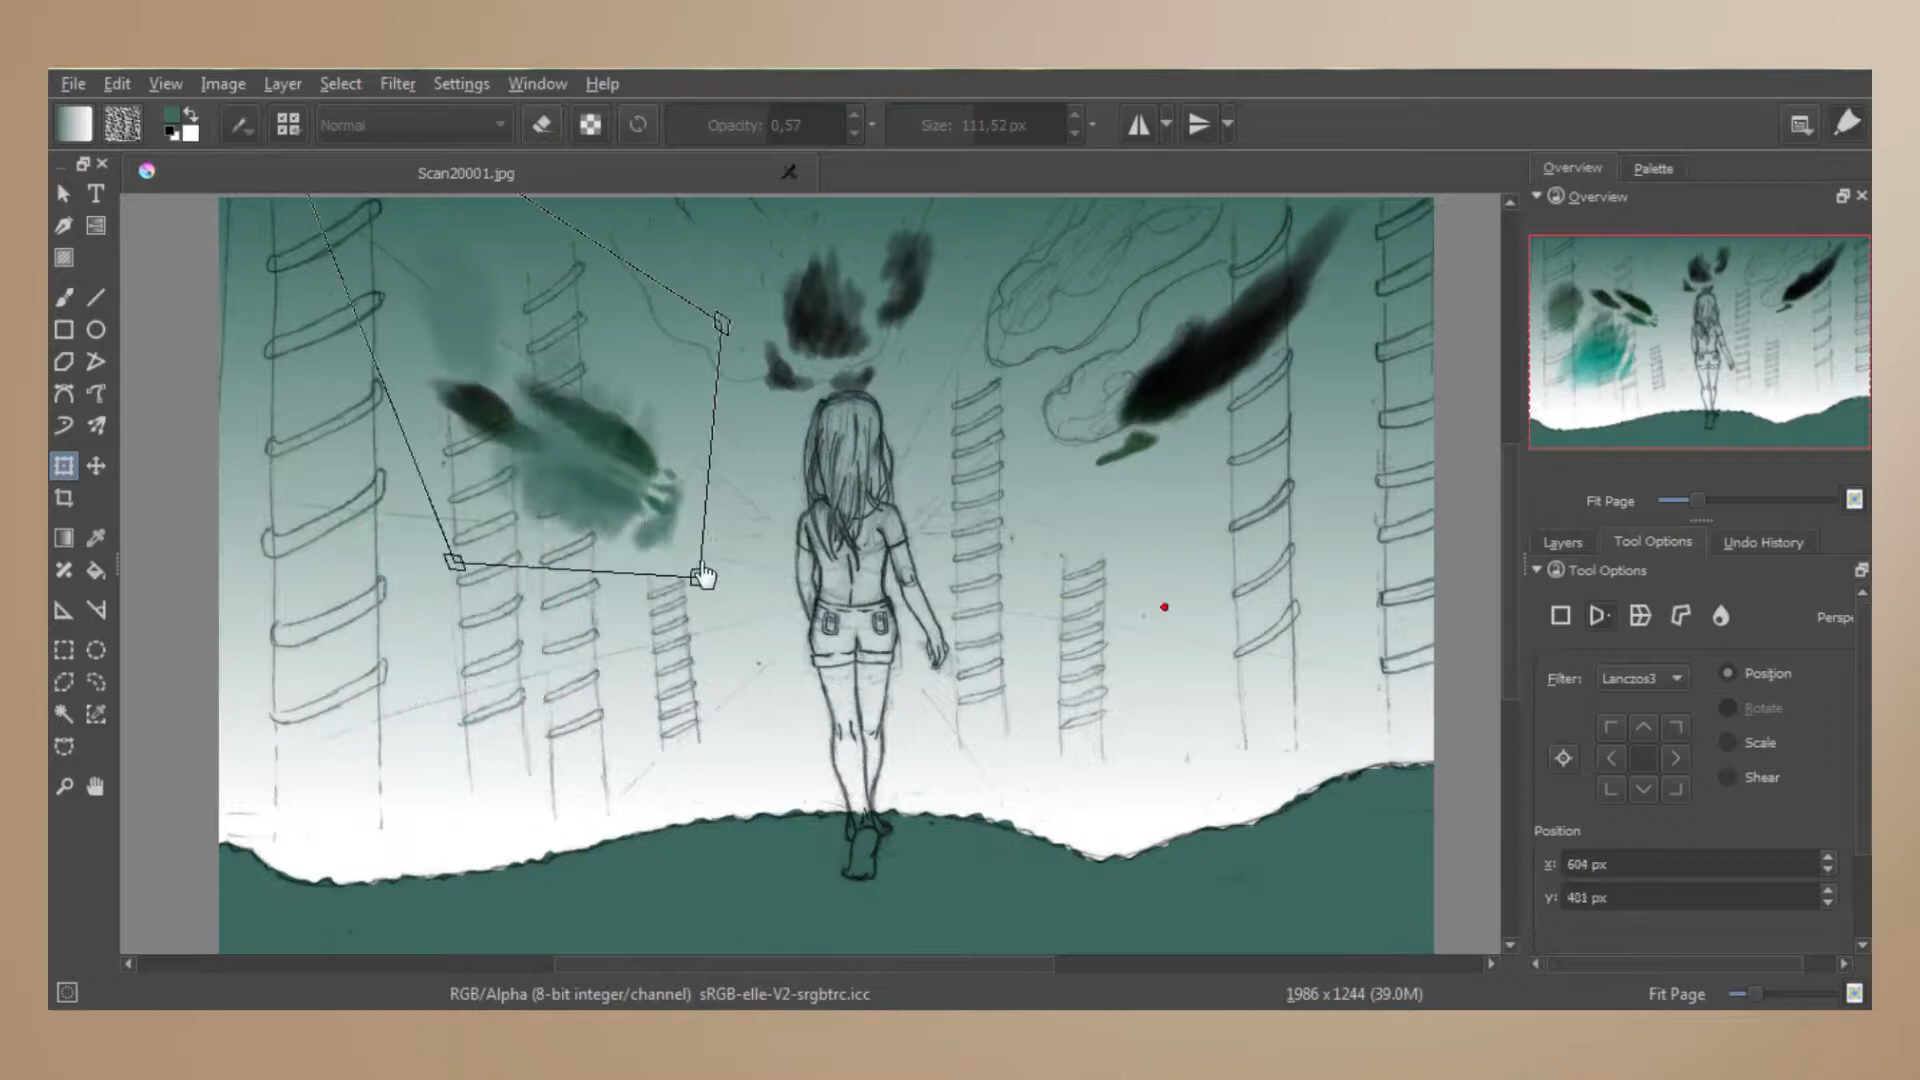 File Edit View Image Layer Select Filter Settings Window Help
Normal Opacity: 0,57 Size: 111,52 px
Scan20001.jpg
Overview Palette
Overview
Fit Page
Layers Tool Options Undo History
Tool Options
Persp
Filter: Lanczos3 Position
Rotate
Scale
Shear
Position
x: 604 px
y: 401 px
RGB/Alpha (8-bit integer/channel) sRGB-elle-V2-srgbtrc.icc 1986 x 1244 (39.0M) Fit Page